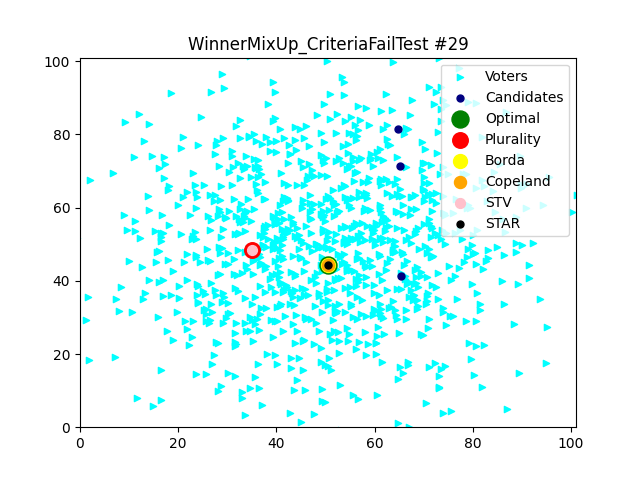 WinnerMixUp_CriteriaFailTest #29
100
80
60
40
20
0
0 20 40 60 80 100
Voters
Candidates
Optimal
Plurality
Borda
Copeland
STV
STAR